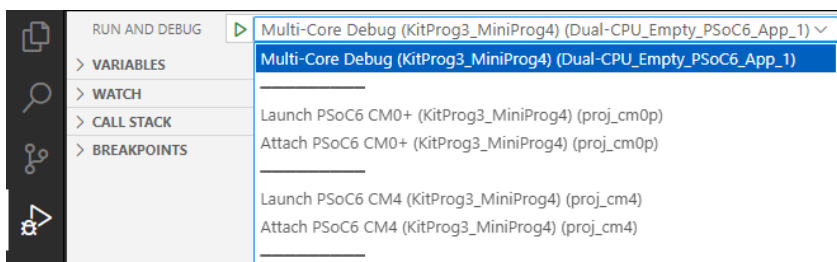 RUN AND DEBUG
Multi-Core Debug (KitProg3_MiniProg4) (Dual-CPU_Empty_PSoC6_App_1)
Multi-Core Debug (KitProg3_MiniProg4) (Dual-CPU_Empty_PSoC6_App_1)
VARIABLES
WATCH
CALL STACK
BREAKPOINTS
Launch PSoC6 CM0+ (KitProg3_MiniProg4) (proj_cm0p)
Attach PSoC6 CM0+ (KitProg3_MiniProg4) (proj_cm0p)
Launch PSoC6 CM4 (KitProg3_MiniProg4) (proj_cm4)
Attach PSoC6 CM4 (KitProg3_MiniProg4) (proj_cm4)